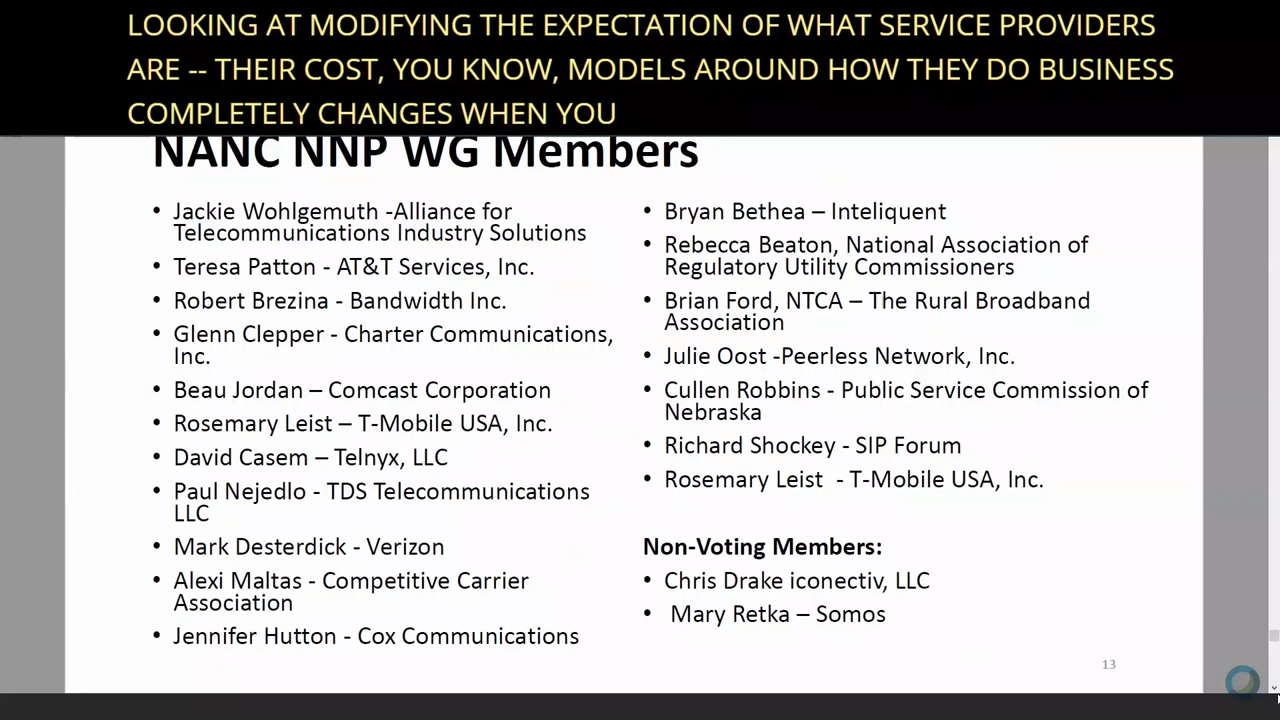 LOOKING AT MODIFYING THE EXPECTATION OF WHAT SERVICE PROVIDERS
ARE -- THEIR COST, YOU KNOW, MODELS AROUND HOW THEY DO BUSINESS
COMPLETELY CHANGES WHEN YOU
NANC NNP WG Members
• Jackie Wohlgemuth -Alliance for
Telecommunications Industry Solutions
• Teresa Patton - AT&T Services, Inc.
• Robert Brezina - Bandwidth Inc.
• Glenn Clepper - Charter Communications,
Inc.
• Beau Jordan – Comcast Corporation
• Rosemary Leist – T-Mobile USA, Inc.
• David Casem – Telnyx, LLC
• Paul Nejedlo - TDS Telecommunications
LLC
• Mark Desterdick - Verizon
• Alexi Maltas - Competitive Carrier
Association
• Jennifer Hutton - Cox Communications
• Bryan Bethea – Inteliquent
• Rebecca Beaton, National Association of
Regulatory Utility Commissioners
• Brian Ford, NTCA – The Rural Broadband
Association
• Julie Oost -Peerless Network, Inc.
• Cullen Robbins - Public Service Commission of
Nebraska
• Richard Shockey - SIP Forum
• Rosemary Leist - T-Mobile USA, Inc.
Non-Voting Members:
• Chris Drake iconectiv, LLC
• Mary Retka – Somos
13